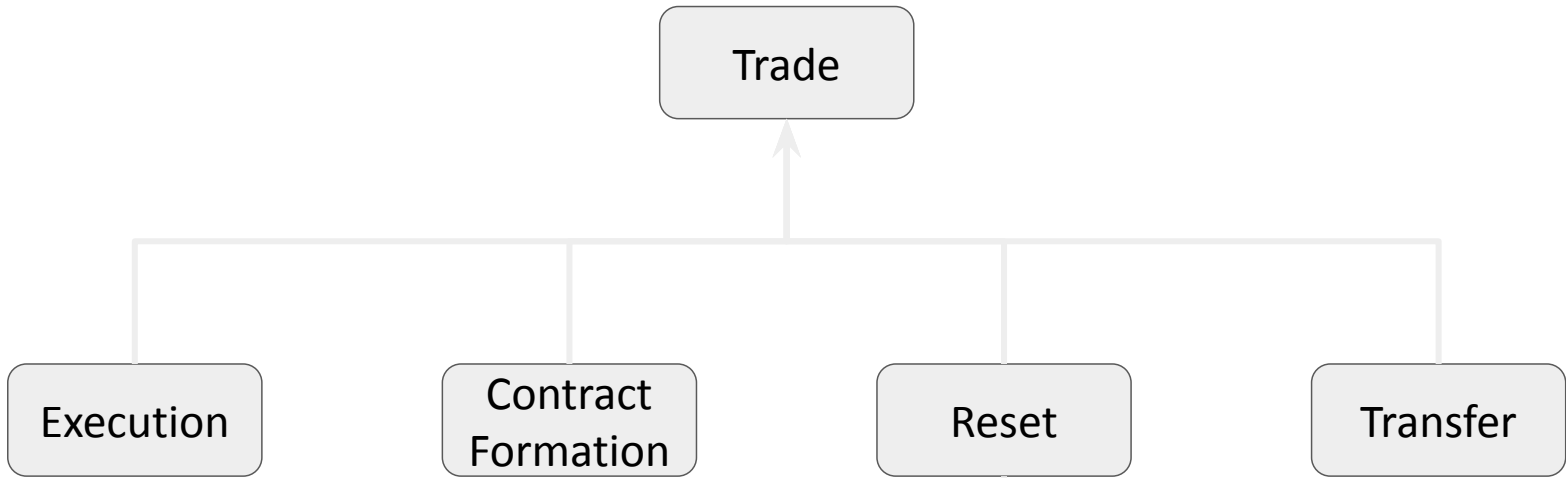 Trade
Execution
Contract
Formation
Reset
Transfer